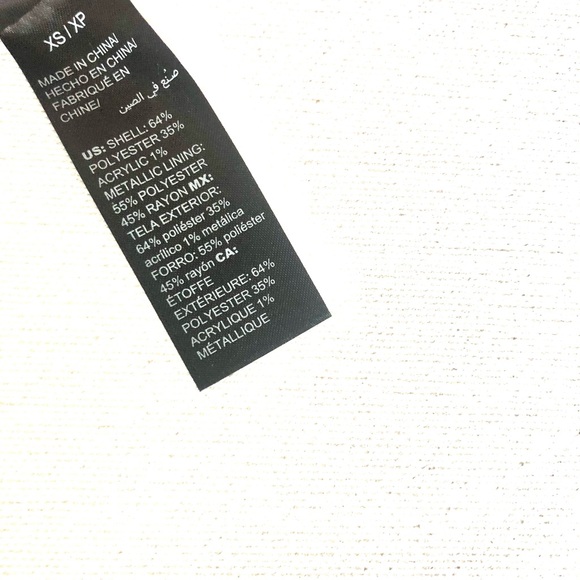 XS / XP
MADE IN CHINA/
HECHO EN CHINA/
FABRIQUÉ EN
CHINE/
صنع في الصين
US: SHELL: 64%
POLYESTER 35%
ACRYLIC 1%
METALLIC LINING:
55% POLYESTER
45% RAYON MX:
TELA EXTERIOR:
64% poliéster 35%
acrílico 1% metálica
FORRO: 55% poliéster
45% rayón CA:
ÉTOFFE
EXTÉRIEURE: 64%
POLYESTER 35%
ACRYLIQUE 1%
MÉTALLIQUE